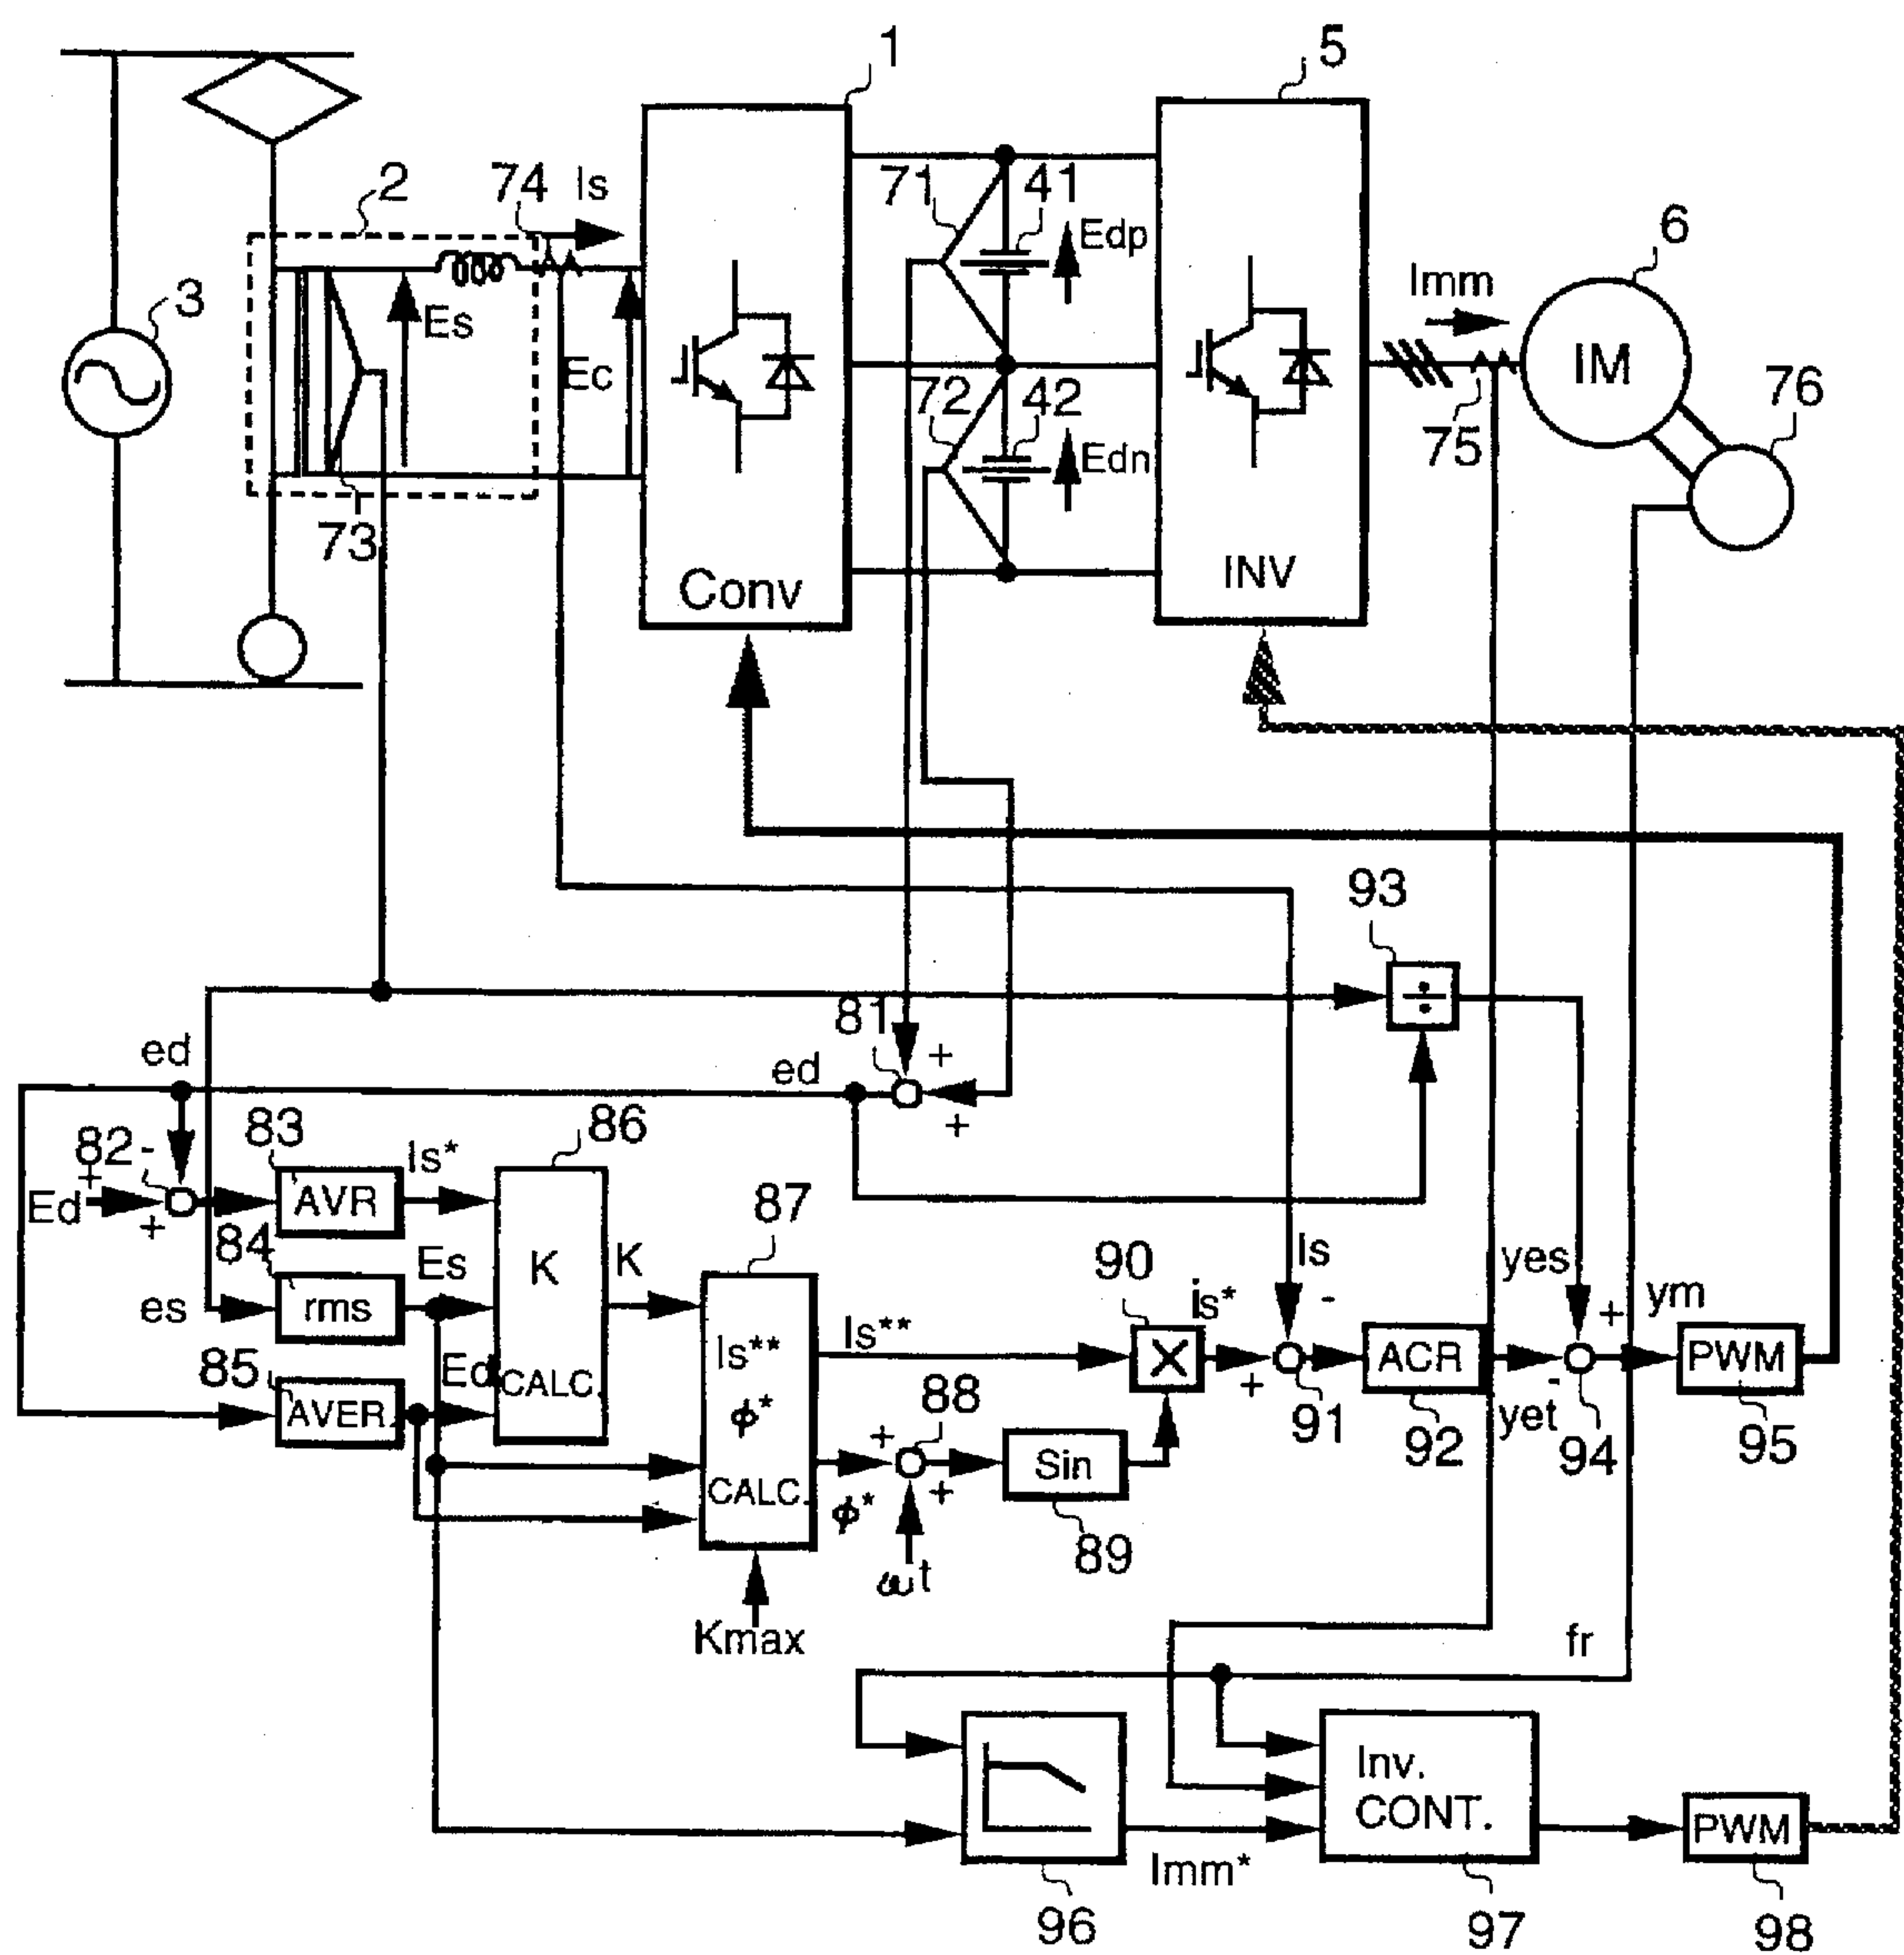 1
5
2
74
Is
71
41
Edp
6
Imm
3
Es
Ec
IM
76
72
42
Edn
75
73
Conv
INV
93
÷
81
ed
ed
+
+
82
-
83
86
Is*
+
Ed
+
AVR
87
84
Es
K
K
90
Is
yes
es
rms
is*
-
+
ym
Is**
Is**
X
ACR
PWM
85
Ed
CALC.
88
+
91
-
AVER.
φ*
92
yet
94
95
+
Sin
CALC.
φ*
+
89
ωt
Kmax
fr
Inv.
CONT.
PWM
Imm*
96
97
98